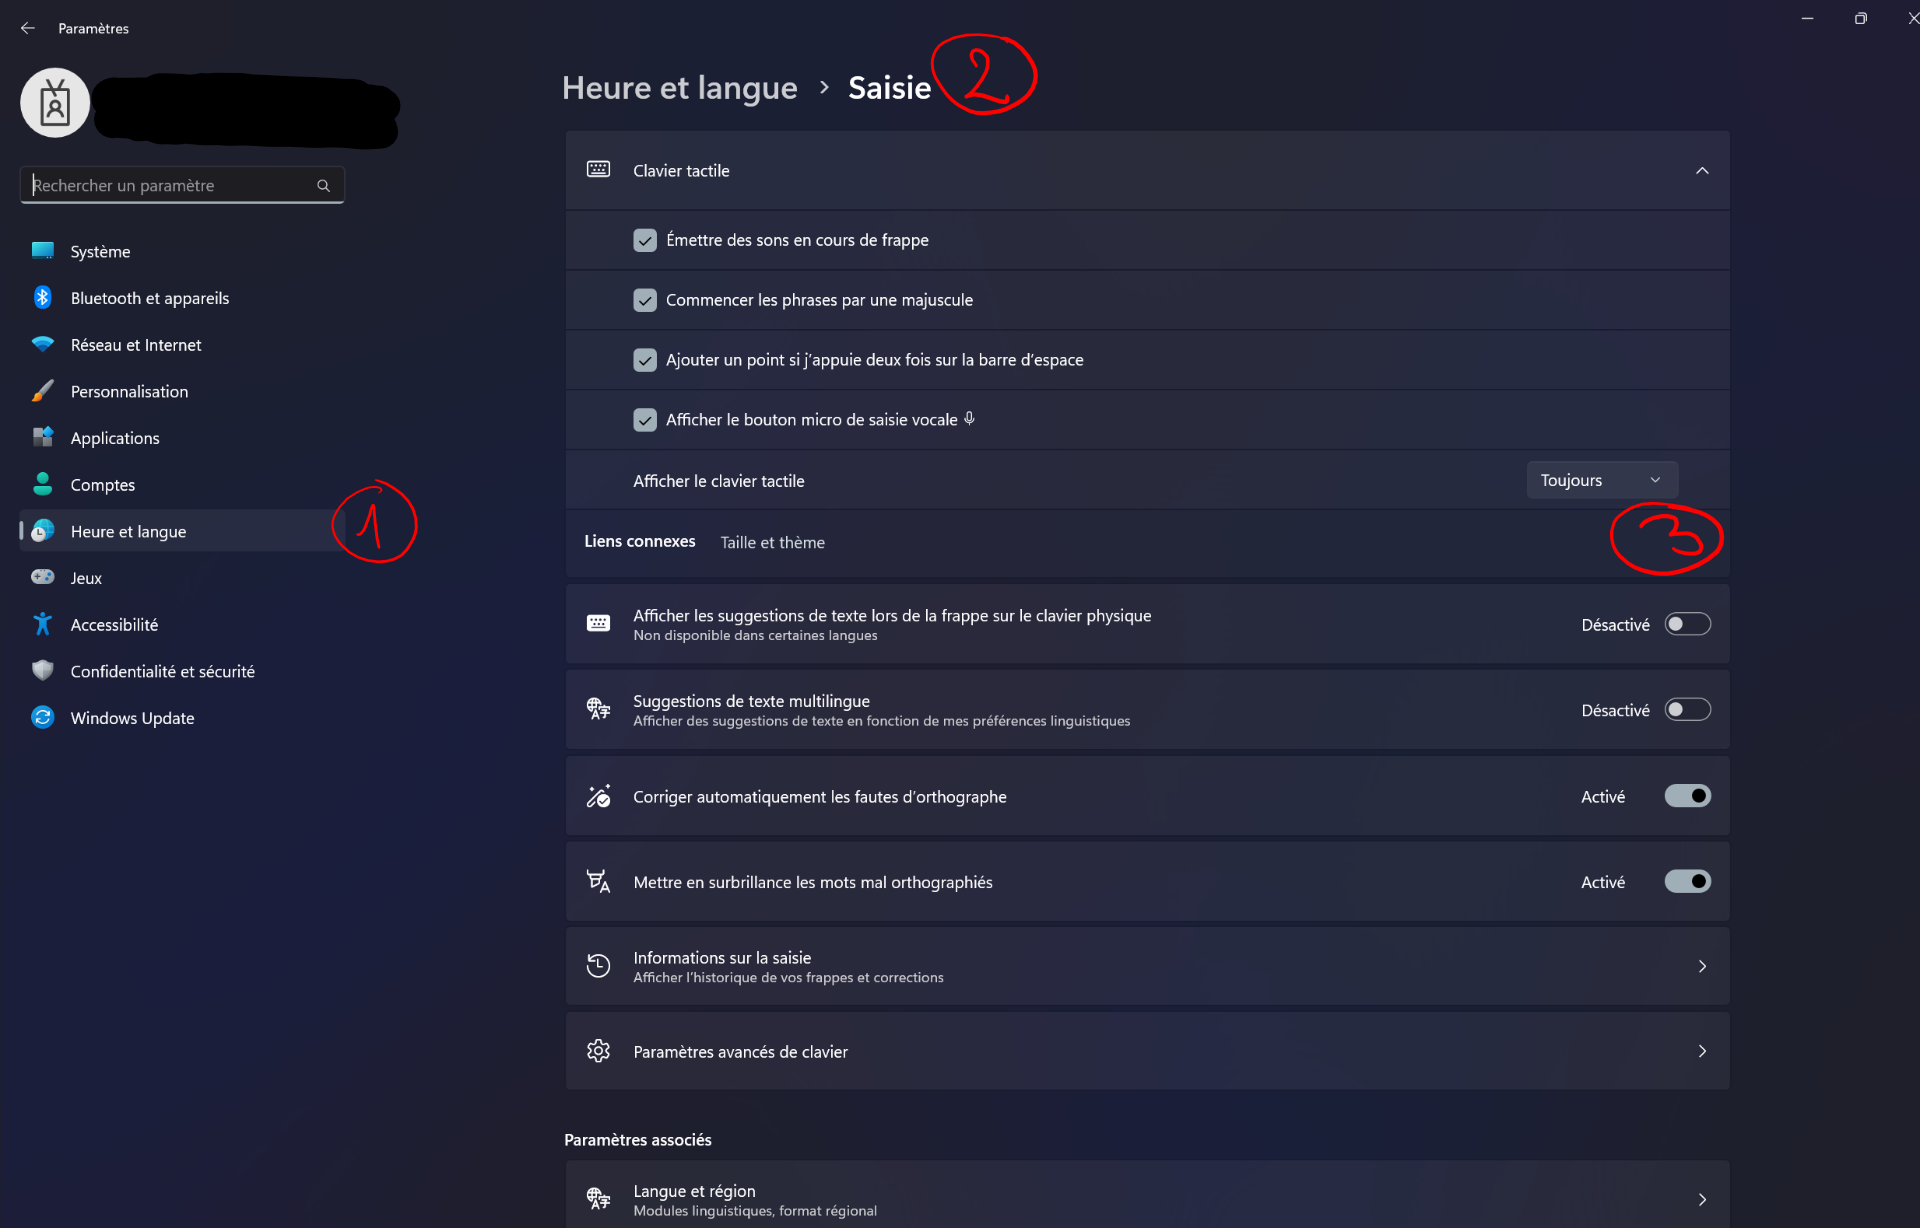 Paramètres
Heure et langue > Saisie 2
Rechercher un paramètre
Système
Bluetooth et appareils
Réseau et Internet
Personnalisation
Applications
Comptes
Heure et langue 1
Jeux
Accessibilité
Confidentialité et sécurité
Windows Update
Clavier tactile
Émettre des sons en cours de frappe
Commencer les phrases par une majuscule
Ajouter un point si j’appuie deux fois sur la barre d’espace
Afficher le bouton micro de saisie vocale
Afficher le clavier tactile Toujours
3
Liens connexes Taille et thème
Afficher les suggestions de texte lors de la frappe sur le clavier physique
Non disponible dans certaines langues
Désactivé
Suggestions de texte multilingue
Afficher des suggestions de texte en fonction de mes préférences linguistiques
Désactivé
Corriger automatiquement les fautes d’orthographe Activé
Mettre en surbrillance les mots mal orthographiés Activé
Informations sur la saisie
Afficher l’historique de vos frappes et corrections
Paramètres avancés de clavier
Paramètres associés
Langue et région
Modules linguistiques, format régional